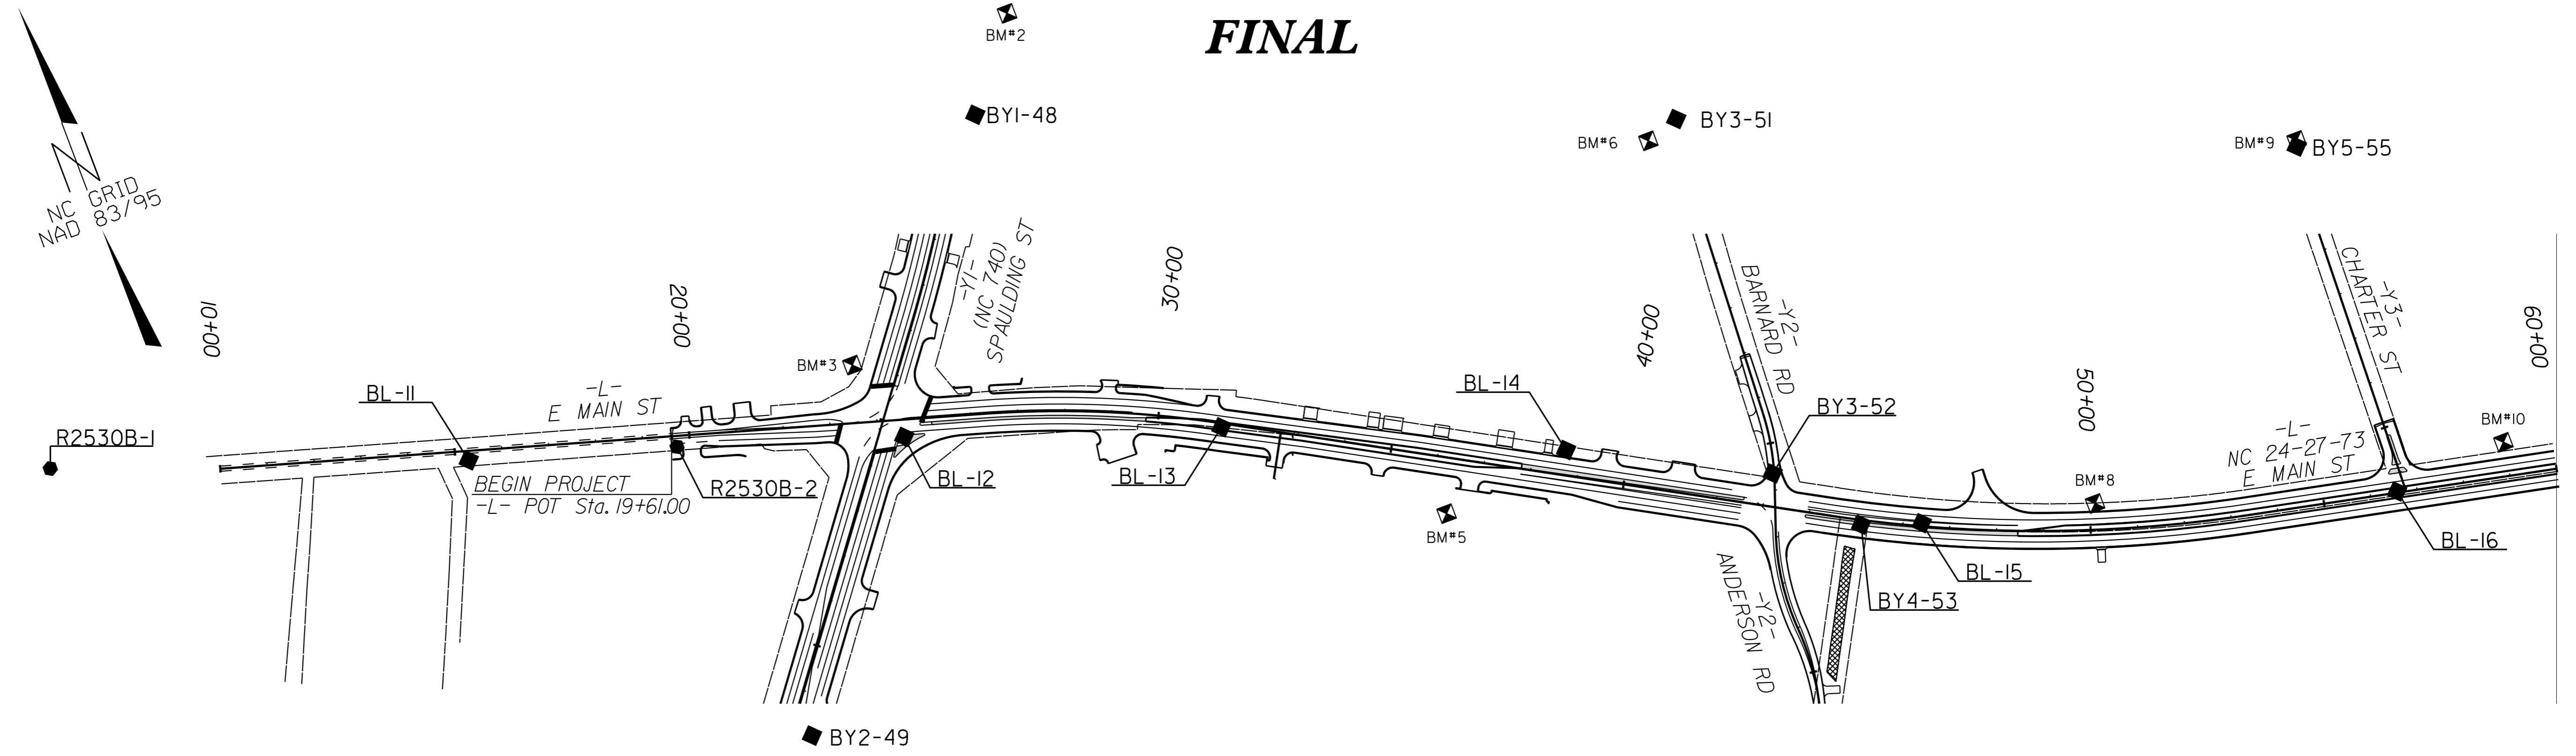 FINAL
BM#2
BY1-48
BM#6
BY3-51
BM#9
BY5-55
NC GRID
NAD 83/95
10+00
20+00
-Y1-
(NC 740)
SPAULDING ST
30+00
40+00
-Y2-
BARNARD RD
-Y3-
CHARTER ST
60+00
BM#3
BL-11
-L-
E MAIN ST
BL-14
BY3-52
50+00
BM#10
R2530B-1
-L-
NC 24-27-73
E MAIN ST
BEGIN PROJECT
-L- POT Sta. 19+61.00
R2530B-2
BL-12
BL-13
BM#5
BM#8
BL-16
BL-15
BY4-53
-Y2-
ANDERSON RD
BY2-49